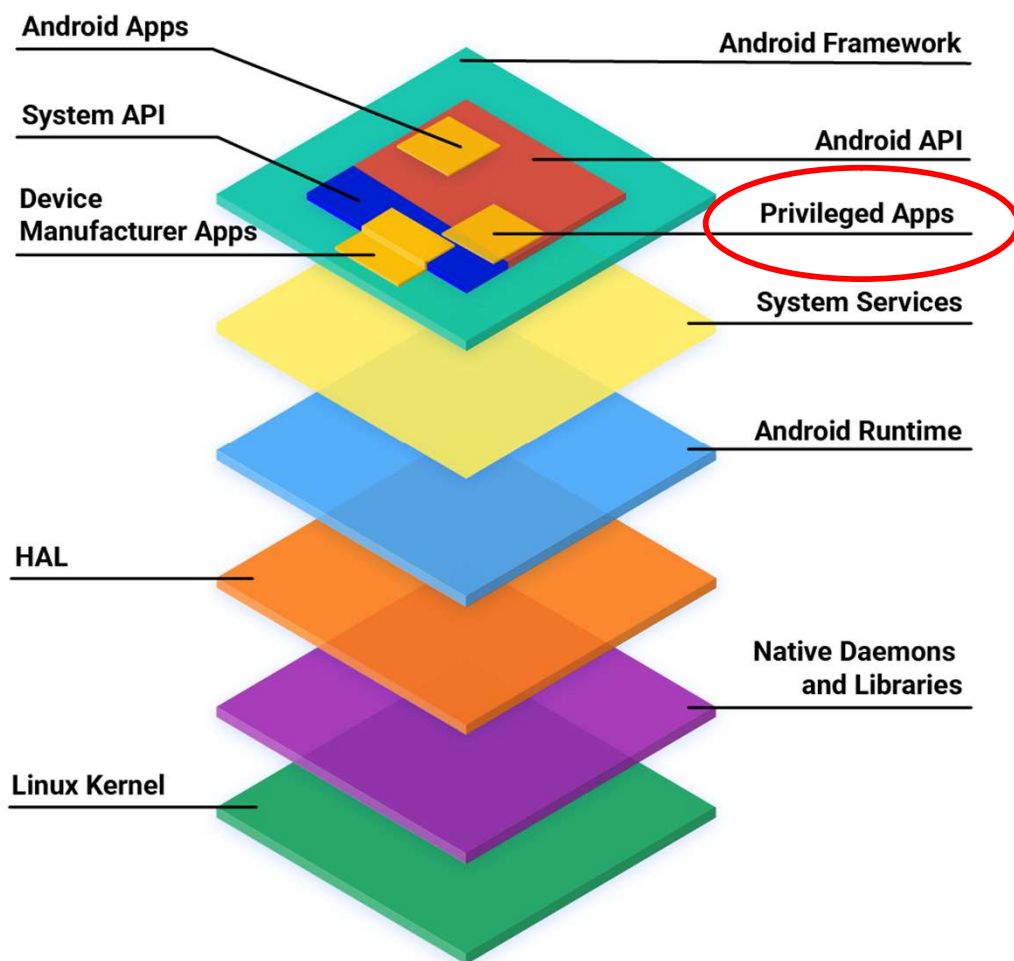 Android Apps
Android Framework
System API
Android API
Device
Manufacturer Apps
Privileged Apps
System Services
Android Runtime
HAL
Native Daemons
and Libraries
Linux Kernel